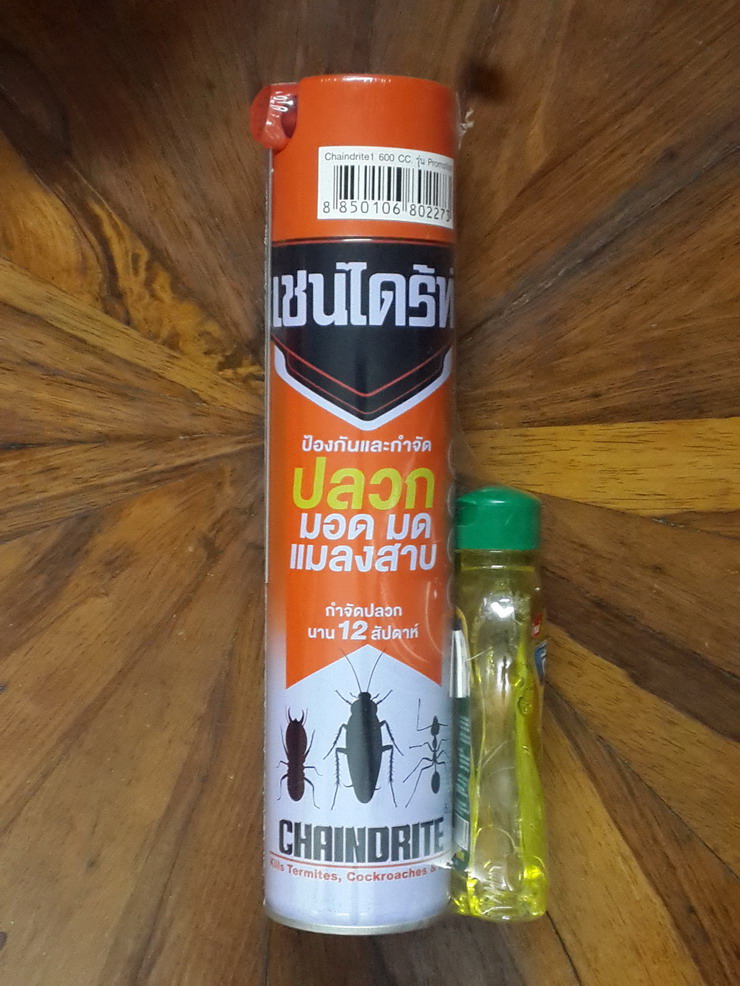 Chaindrite1 600 CC. รุ่น
8 850106 80227
เชนไดร้ท์
ป้องกันและกำจัด
ปลวก
มอด มด
แมลงสาบ
กำจัดปลวก
นาน 12 สัปดาห์
CHAINDRITE
Kills Termites, Cockroaches &